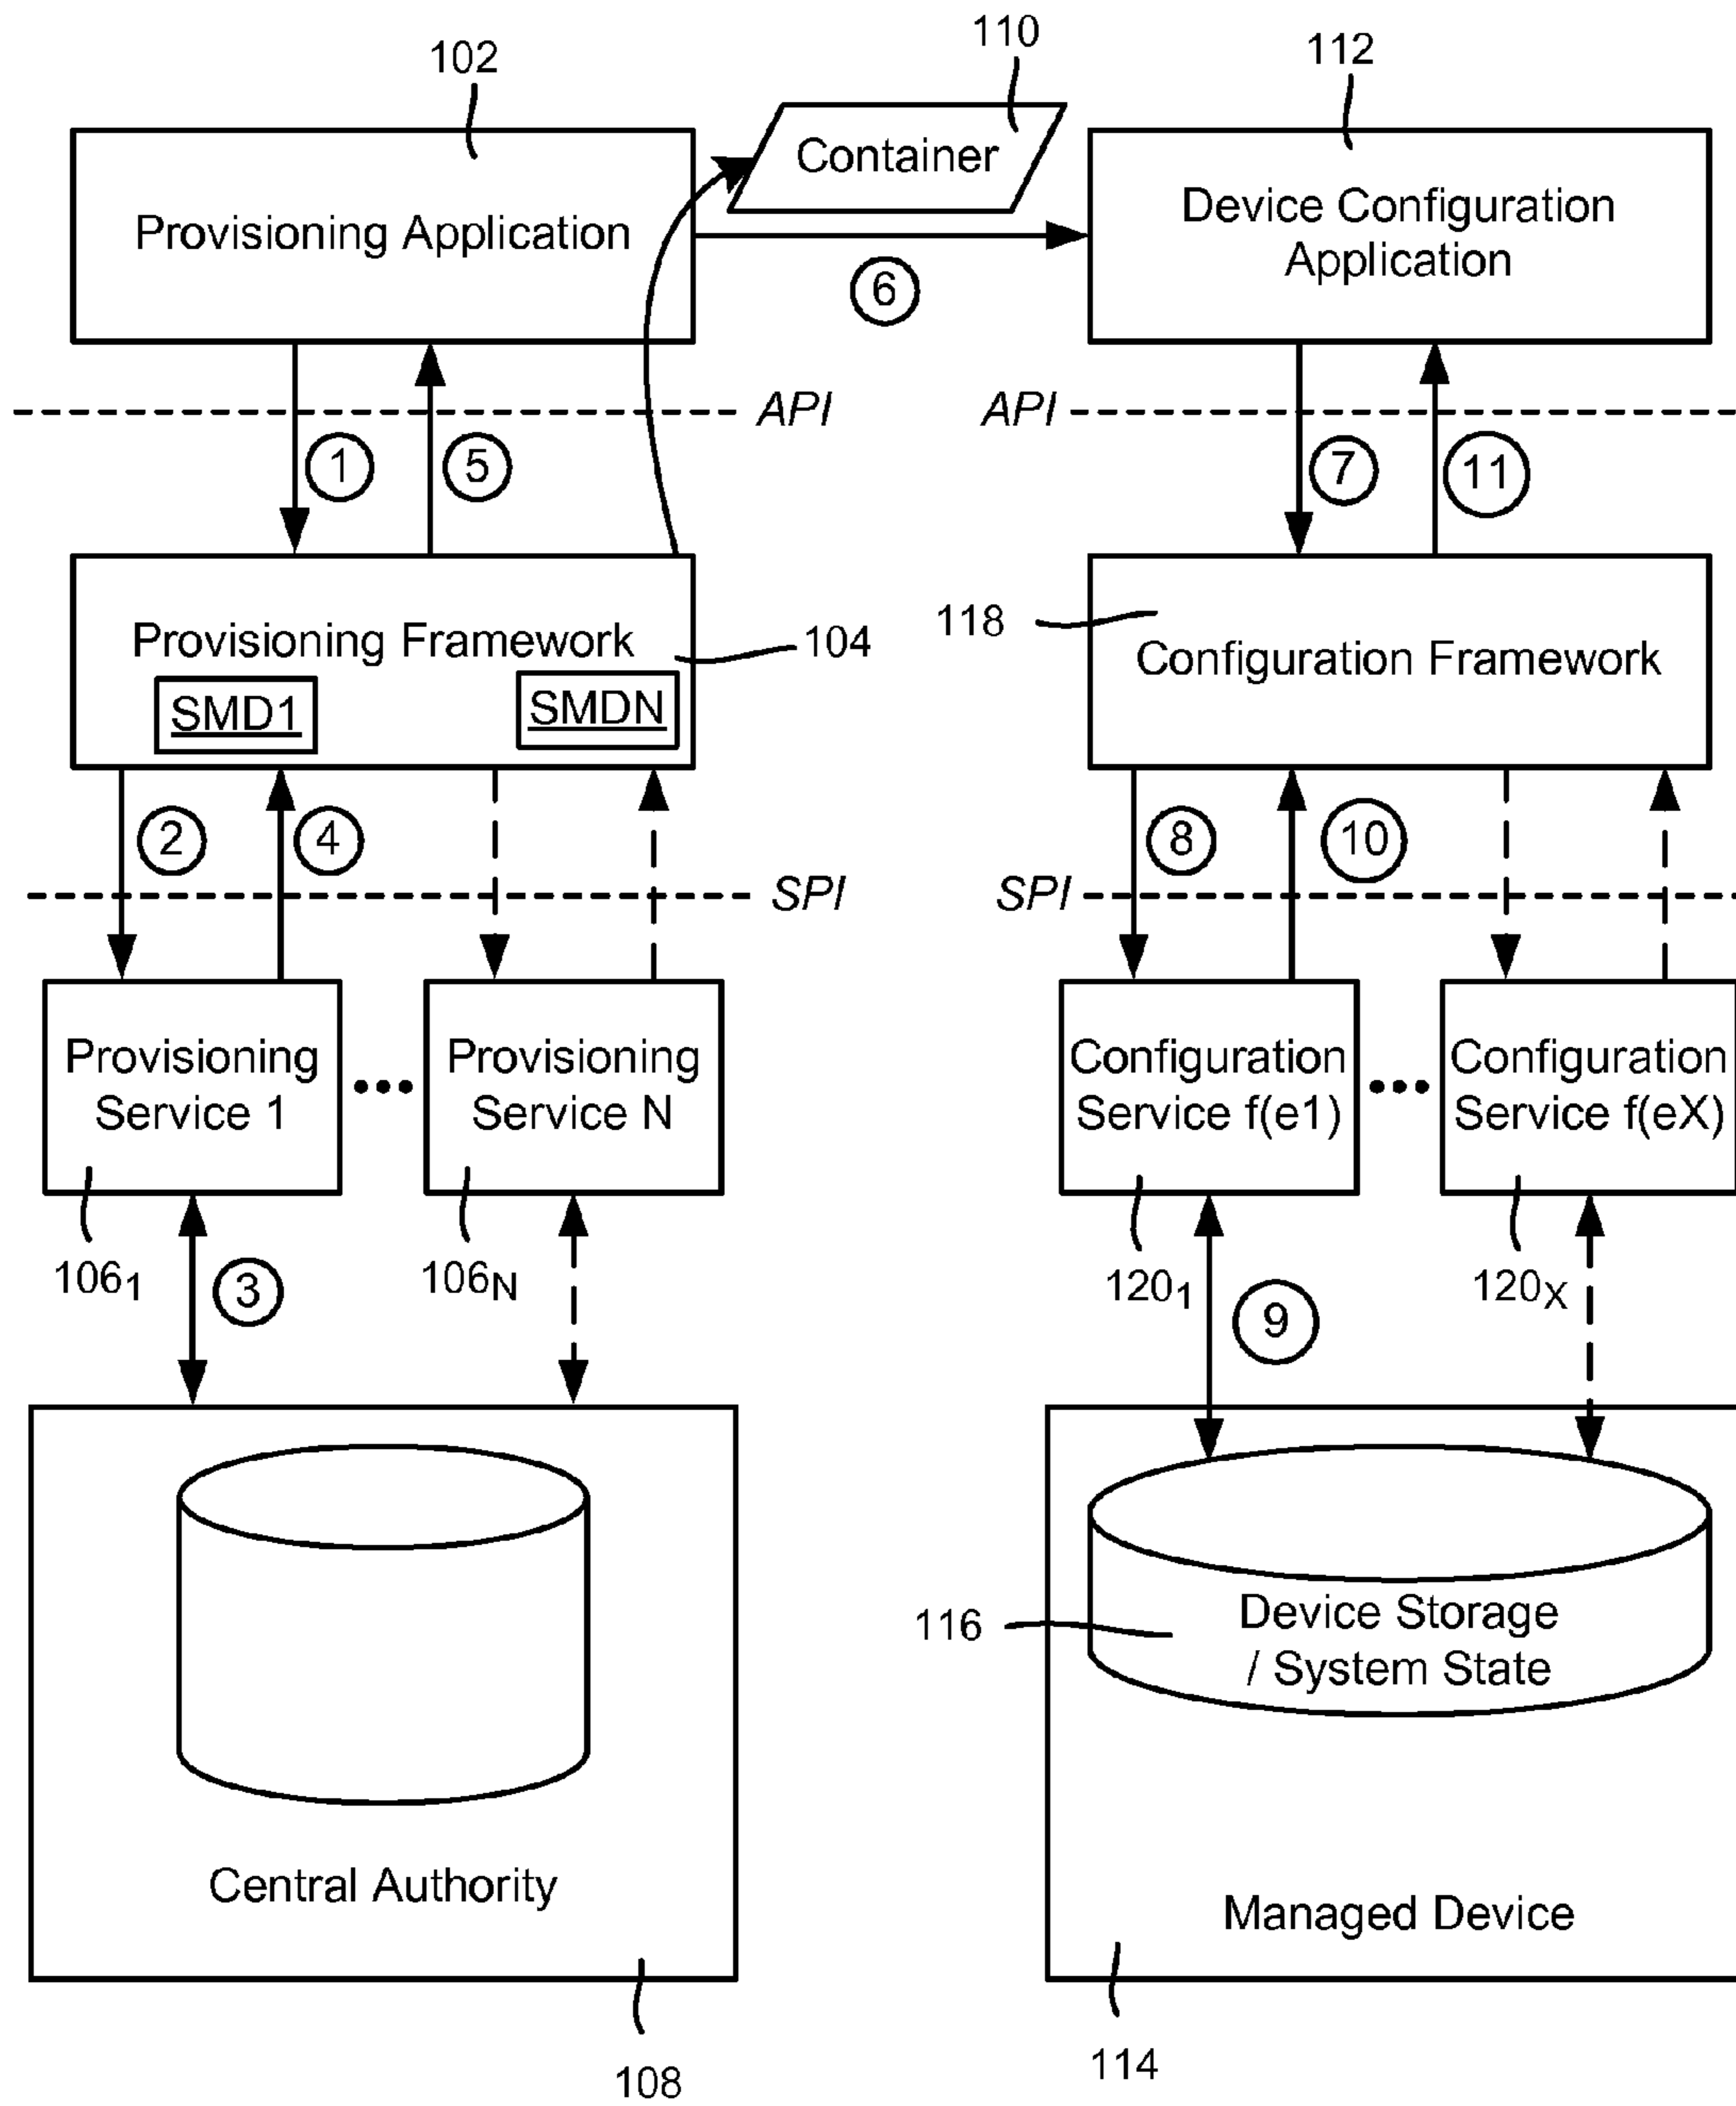 110
102
112
Container
Provisioning Application
Device Configuration
Application
6
API
API
1
5
7
11
Provisioning Framework
104
118
Configuration Framework
SMD1
SMDN
2
4
8
10
SPI
SPI
Provisioning
Service 1
Provisioning
Service N
Configuration
Service f(e1)
Configuration
Service f(eX)
106₁
3
106N
120₁
9
120X
116
Device Storage
/ System State
Central Authority
Managed Device
108
114